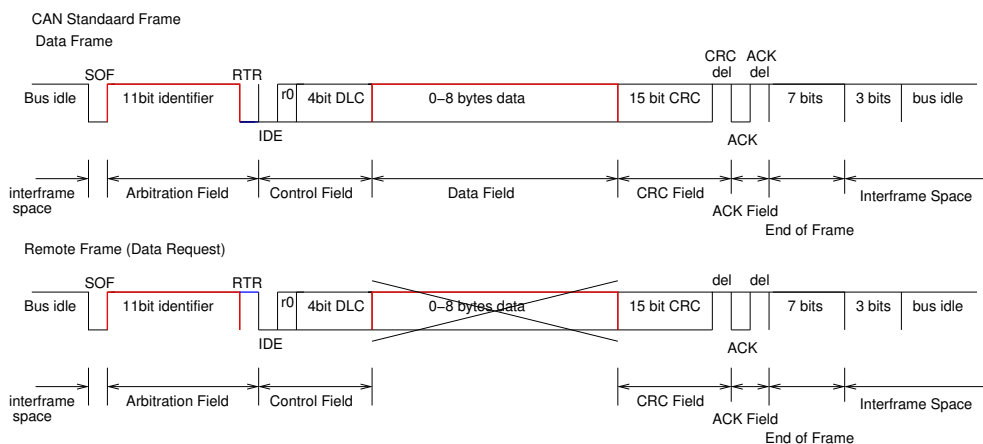 CAN Standaard Frame
Data Frame
CRC ACK
SOF RTR del del
Bus idle 11bit identifier r0 4bit DLC 0–8 bytes data 15 bit CRC 7 bits 3 bits bus idle
IDE ACK
interframe space Arbitration Field Control Field Data Field CRC Field Interframe Space
ACK Field
End of Frame
Remote Frame (Data Request)
SOF RTR del del
Bus idle 11bit identifier r0 4bit DLC 0–8 bytes data 15 bit CRC 7 bits 3 bits bus idle
IDE ACK
interframe space Arbitration Field Control Field CRC Field Interframe Space
ACK Field
End of Frame